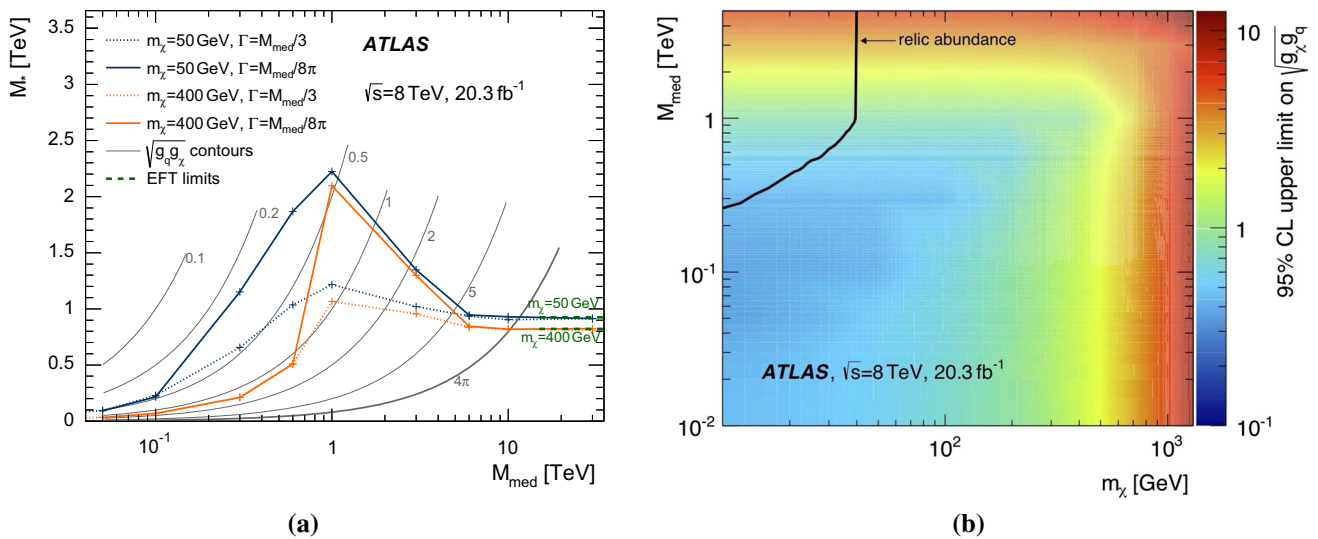 M* [TeV]
3.5
3
2.5
2
1.5
1
0.5
0
mχ=50 GeV, Γ=Mmed/3
mχ=50 GeV, Γ=Mmed/8π
mχ=400 GeV, Γ=Mmed/3
mχ=400 GeV, Γ=Mmed/8π
√gqgχ contours
EFT limits
ATLAS
√s=8 TeV, 20.3 fb-1
0.1
0.2
0.5
1
2
5
4π
mχ=50 GeV
mχ=400 GeV
10-1
1
10
Mmed [TeV]
(a)
Mmed [TeV]
1
10-1
10-2
relic abundance
ATLAS, √s=8 TeV, 20.3 fb-1
102
103
mχ [GeV]
10
1
10-1
95% CL upper limit on √gχgq
(b)